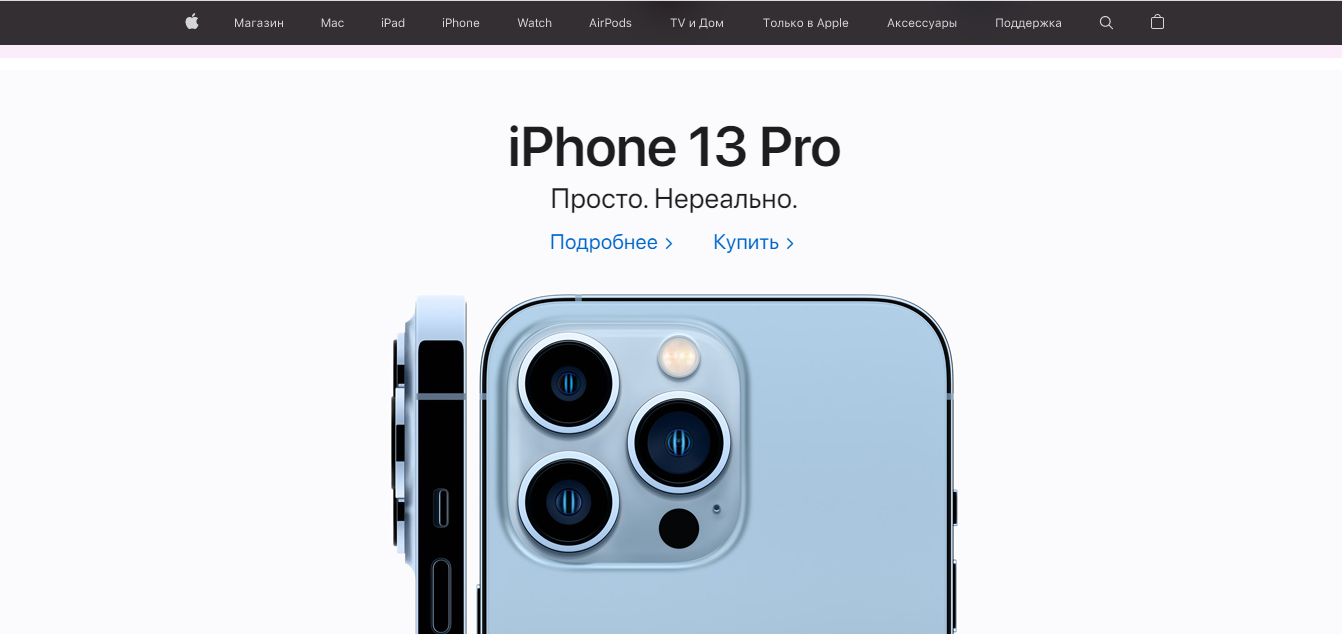 Магазин Mac iPad iPhone Watch AirPods TV и Дом Только в Apple Аксессуары Поддержка
iPhone 13 Pro
Просто. Нереально.
Подробнее > Купить >